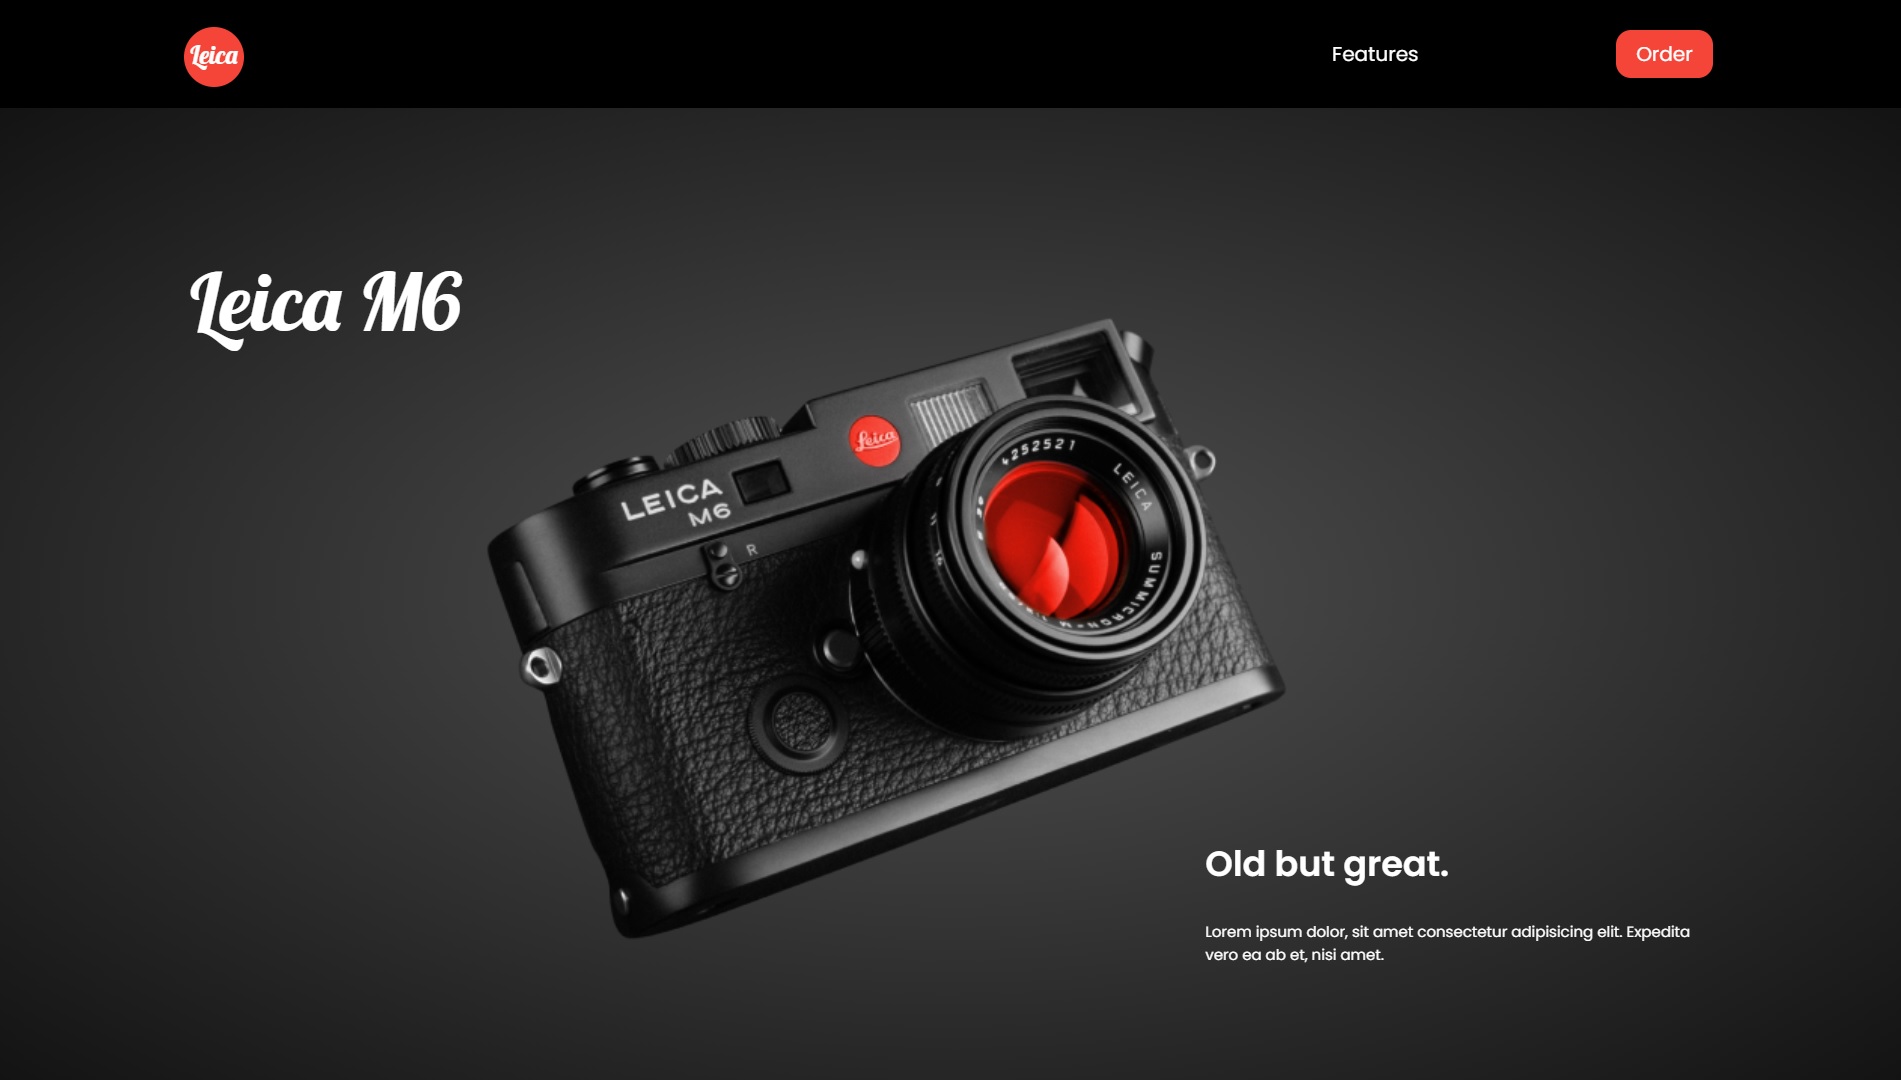 Leica
Features
Order
Leica M6
Leica
LEICA
M6
R
4252521
LEICA
Old but great.
Lorem ipsum dolor, sit amet consectetur adipisicing elit. Expedita
vero ea ab et, nisi amet.